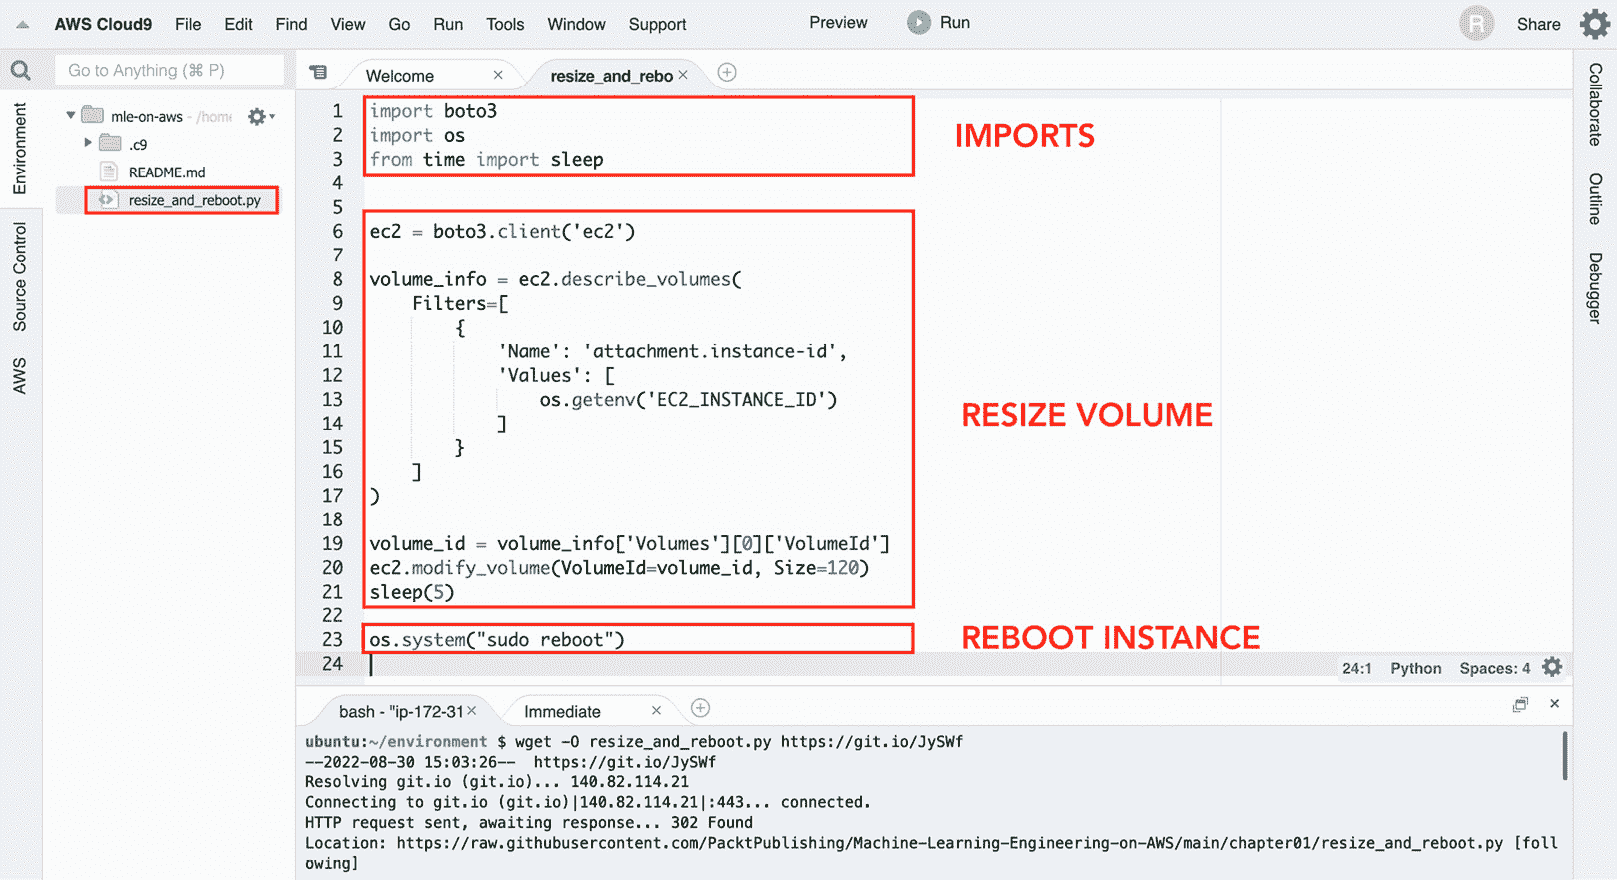 AWS Cloud9 File Edit Find View Go Run Tools Window Support Preview Run R Share
Go to Anything (⌘ P)
Welcome
resize_and_rebo
Environment
Source Control
AWS
mle-on-aws - /home
.c9
README.md
resize_and_reboot.py
1 import boto3
2 import os
3 from time import sleep
4
5
6 ec2 = boto3.client('ec2')
7
8 volume_info = ec2.describe_volumes(
9     Filters=[
10         {
11             'Name': 'attachment.instance-id',
12             'Values': [
13                 os.getenv('EC2_INSTANCE_ID')
14             ]
15         }
16     ]
17 )
18
19 volume_id = volume_info['Volumes'][0]['VolumeId']
20 ec2.modify_volume(VolumeId=volume_id, Size=120)
21 sleep(5)
22
23 os.system("sudo reboot")
24
IMPORTS
RESIZE VOLUME
REBOOT INSTANCE
Collaborate
Outline
Debugger
24:1 Python Spaces: 4
bash - "ip-172-31
Immediate
ubuntu:~/environment $ wget -O resize_and_reboot.py https://git.io/JySWf
--2022-08-30 15:03:26-- https://git.io/JySWf
Resolving git.io (git.io)... 140.82.114.21
Connecting to git.io (git.io)|140.82.114.21|:443... connected.
HTTP request sent, awaiting response... 302 Found
Location: https://raw.githubusercontent.com/PacktPublishing/Machine-Learning-Engineering-on-AWS/main/chapter01/resize_and_reboot.py [foll
owing]